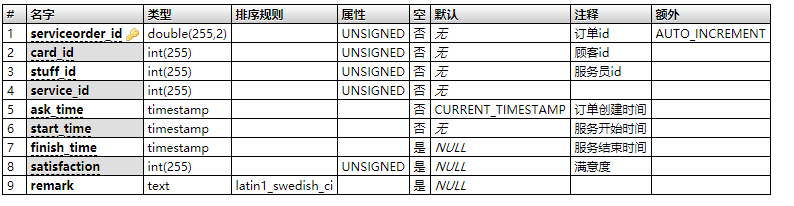 # 名字 类型 排序规则 属性 空 默认 注释 额外
1 serviceorder_id double(255,2) UNSIGNED 否 无 订单id AUTO_INCREMENT
2 card_id int(255) UNSIGNED 否 无 顾客id
3 stuff_id int(255) UNSIGNED 否 无 服务员id
4 service_id int(255) UNSIGNED 否 无
5 ask_time timestamp 否 CURRENT_TIMESTAMP 订单创建时间
6 start_time timestamp 否 无 服务开始时间
7 finish_time timestamp 是 NULL 服务结束时间
8 satisfaction int(255) UNSIGNED 是 NULL 满意度
9 remark text latin1_swedish_ci 是 NULL